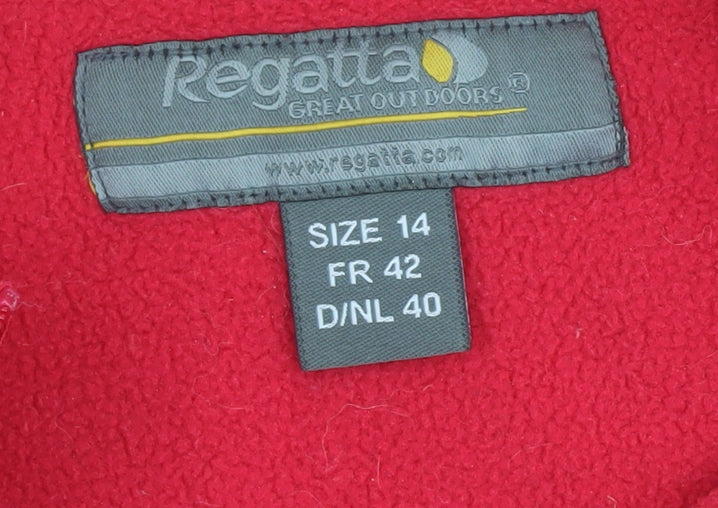 Regatta
GREAT OUTDOORS ®
www.regatta.com
SIZE 14
FR 42
D/NL 40